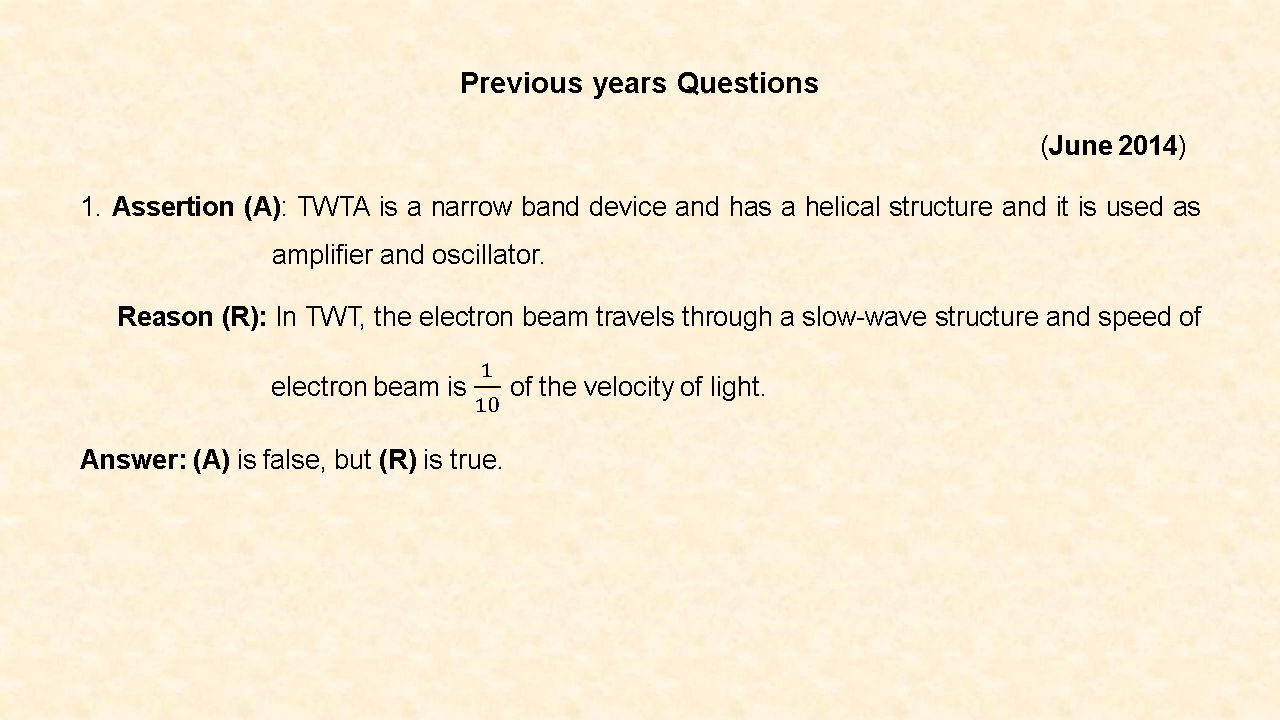 Previous years Questions
(June 2014)
1. Assertion (A): TWTA is a narrow band device and has a helical structure and it is used as
amplifier and oscillator.
Reason (R): In TWT, the electron beam travels through a slow-wave structure and speed of
electron beam is 1/10 of the velocity of light.
Answer: (A) is false, but (R) is true.